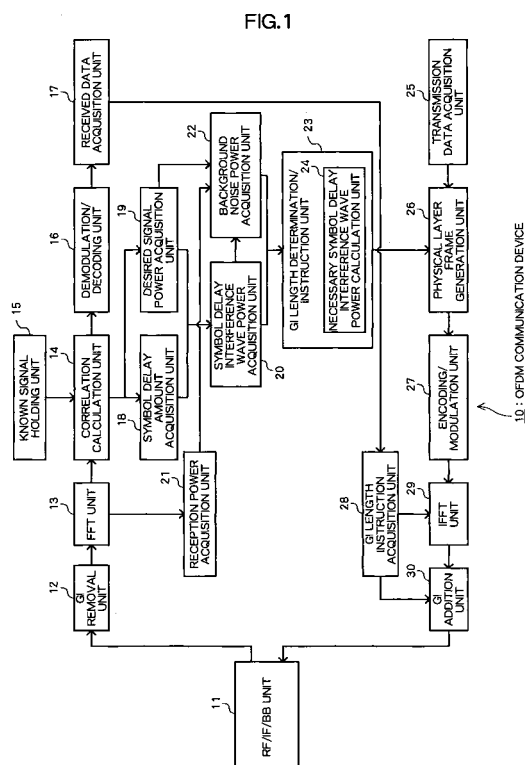 FIG.1
15
KNOWN SIGNAL
HOLDING UNIT
12
GI
REMOVAL
UNIT
13
FFT UNIT
14
CORRELATION
CALCULATION UNIT
16
DEMODULATION/
DECODING UNIT
17
RECEIVED DATA
ACQUISITION UNIT
18
SYMBOL DELAY
AMOUNT
ACQUISITION UNIT
19
DESIRED SIGNAL
POWER ACQUISITION
UNIT
21
RECEPTION POWER
ACQUISITION UNIT
20
SYMBOL DELAY
INTERFERENCE
WAVE POWER
ACQUISITION UNIT
22
BACKGROUND
NOISE POWER
ACQUISITION UNIT
23
GI LENGTH DETERMINATION/
INSTRUCTION UNIT
24
NECESSARY SYMBOL DELAY
INTERFERENCE WAVE
POWER CALCULATION UNIT
11
RF/IF/BB UNIT
28
GI LENGTH
INSTRUCTION
ACQUISITION UNIT
30
GI
ADDITION
UNIT
29
IFFT
UNIT
27
ENCODING/
MODULATION UNIT
26
PHYSICAL LAYER
FRAME
GENERATION UNIT
25
TRANSMISSION
DATA ACQUISITION
UNIT
10 : OFDM COMMUNICATION DEVICE